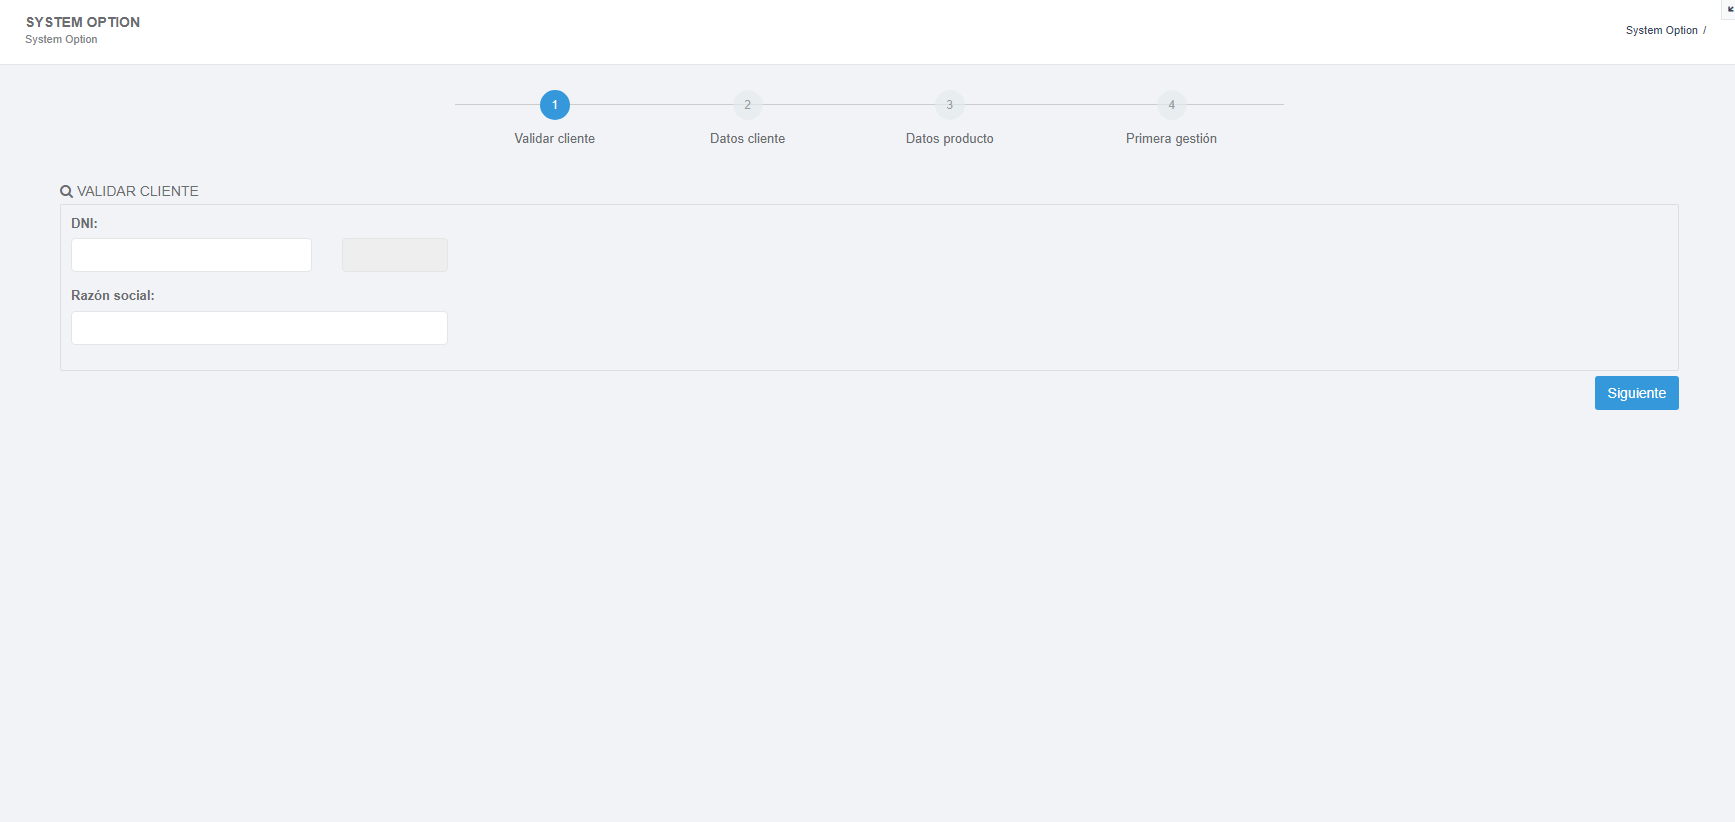 SYSTEM OPTION
System Option
System Option /
1
2
3
4
Validar cliente
Datos cliente
Datos producto
Primera gestión
VALIDAR CLIENTE
DNI:
Razón social:
Siguiente